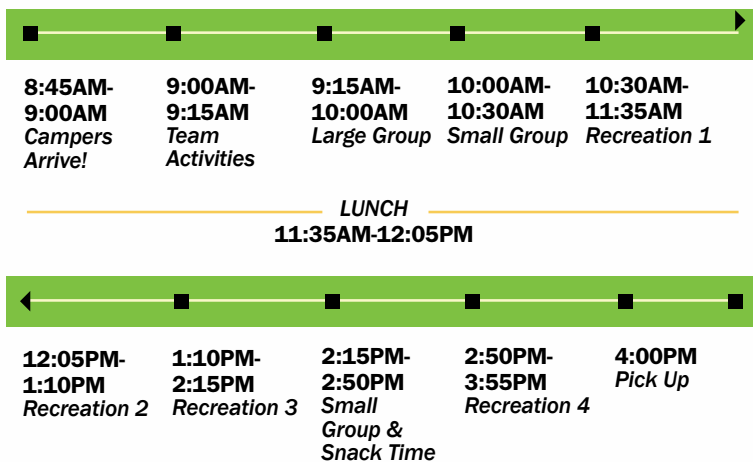 8:45AM-
9:00AM
Campers
Arrive!
9:00AM-
9:15AM
Team
Activities
9:15AM-
10:00AM
Large Group
10:00AM-
10:30AM
Small Group
10:30AM-
11:35AM
Recreation 1
LUNCH
11:35AM-12:05PM
12:05PM-
1:10PM
Recreation 2
1:10PM-
2:15PM
Recreation 3
2:15PM-
2:50PM
Small
Group &
Snack Time
2:50PM-
3:55PM
Recreation 4
4:00PM
Pick Up